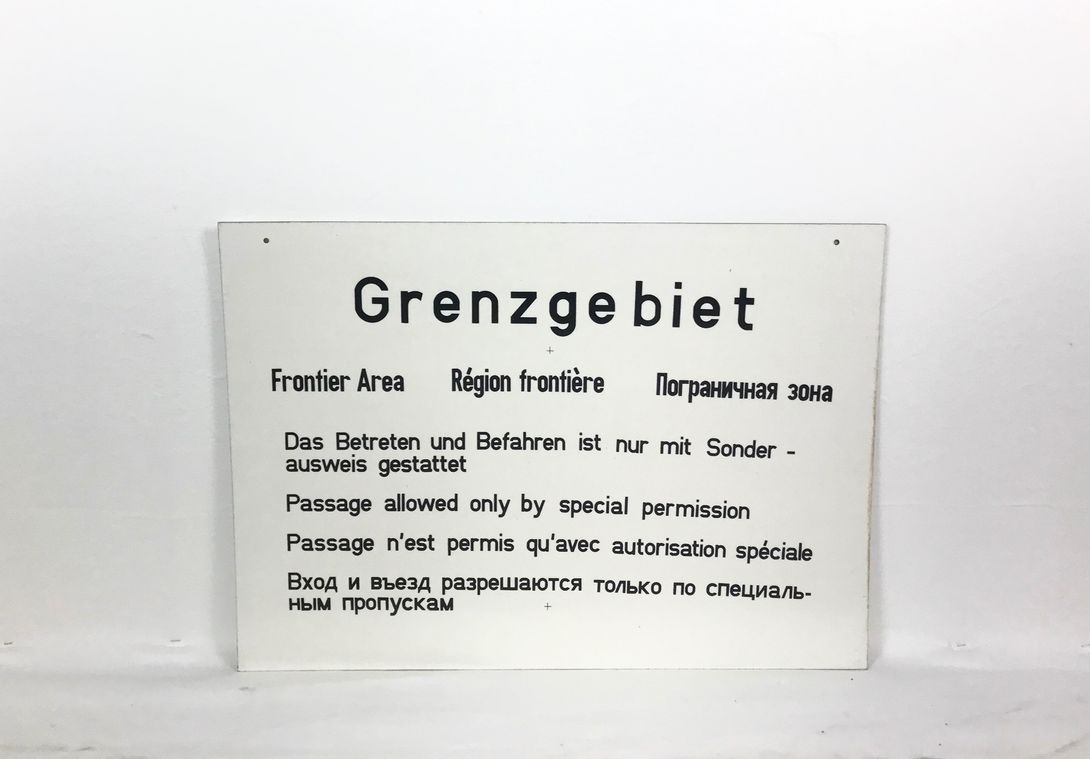 Grenzgebiet
Frontier Area Région frontière Пограничная зона
Das Betreten und Befahren ist nur mit Sonder -
ausweis gestattet
Passage allowed only by special permission
Passage n'est permis qu'avec autorisation spéciale
Вход и въезд разрешаются только по специаль-
ным пропускам